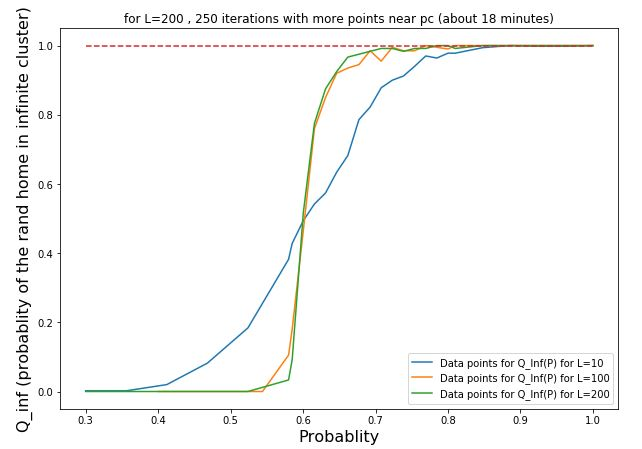 for L=200 , 250 iterations with more points near pc (about 18 minutes)
Q_inf (probablity of the rand home in infinite cluster)
1.0
0.8
0.6
0.4
0.2
0.0
Data points for Q_Inf(P) for L=10
Data points for Q_Inf(P) for L=100
Data points for Q_Inf(P) for L=200
0.3 0.4 0.5 0.6 0.7 0.8 0.9 1.0
Probablity